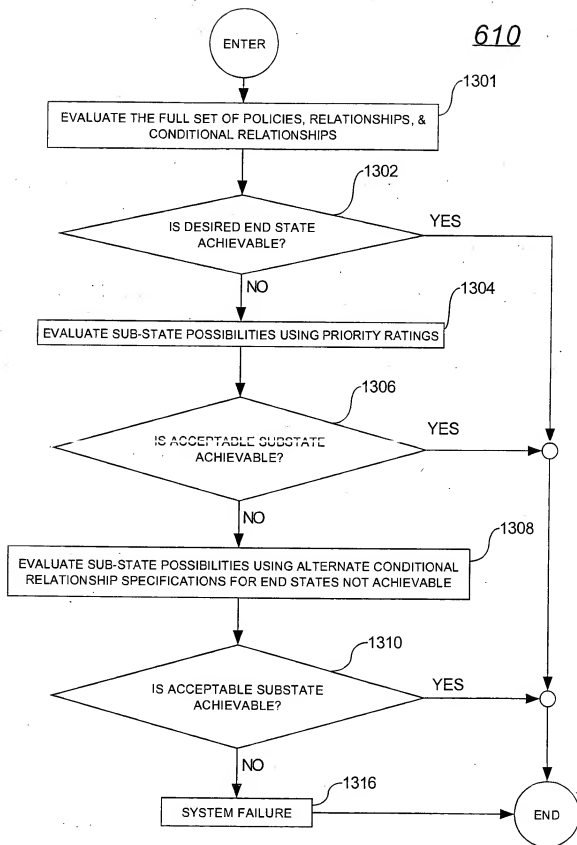 ENTER
610
1301
EVALUATE THE FULL SET OF POLICIES, RELATIONSHIPS, &
CONDITIONAL RELATIONSHIPS
1302
IS DESIRED END STATE
ACHIEVABLE?
YES
NO
1304
EVALUATE SUB-STATE POSSIBILITIES USING PRIORITY RATINGS
1306
IS ACCEPTABLE SUBSTATE
ACHIEVABLE?
YES
NO
1308
EVALUATE SUB-STATE POSSIBILITIES USING ALTERNATE CONDITIONAL
RELATIONSHIP SPECIFICATIONS FOR END STATES NOT ACHIEVABLE
1310
IS ACCEPTABLE SUBSTATE
ACHIEVABLE?
YES
NO
1316
SYSTEM FAILURE
END